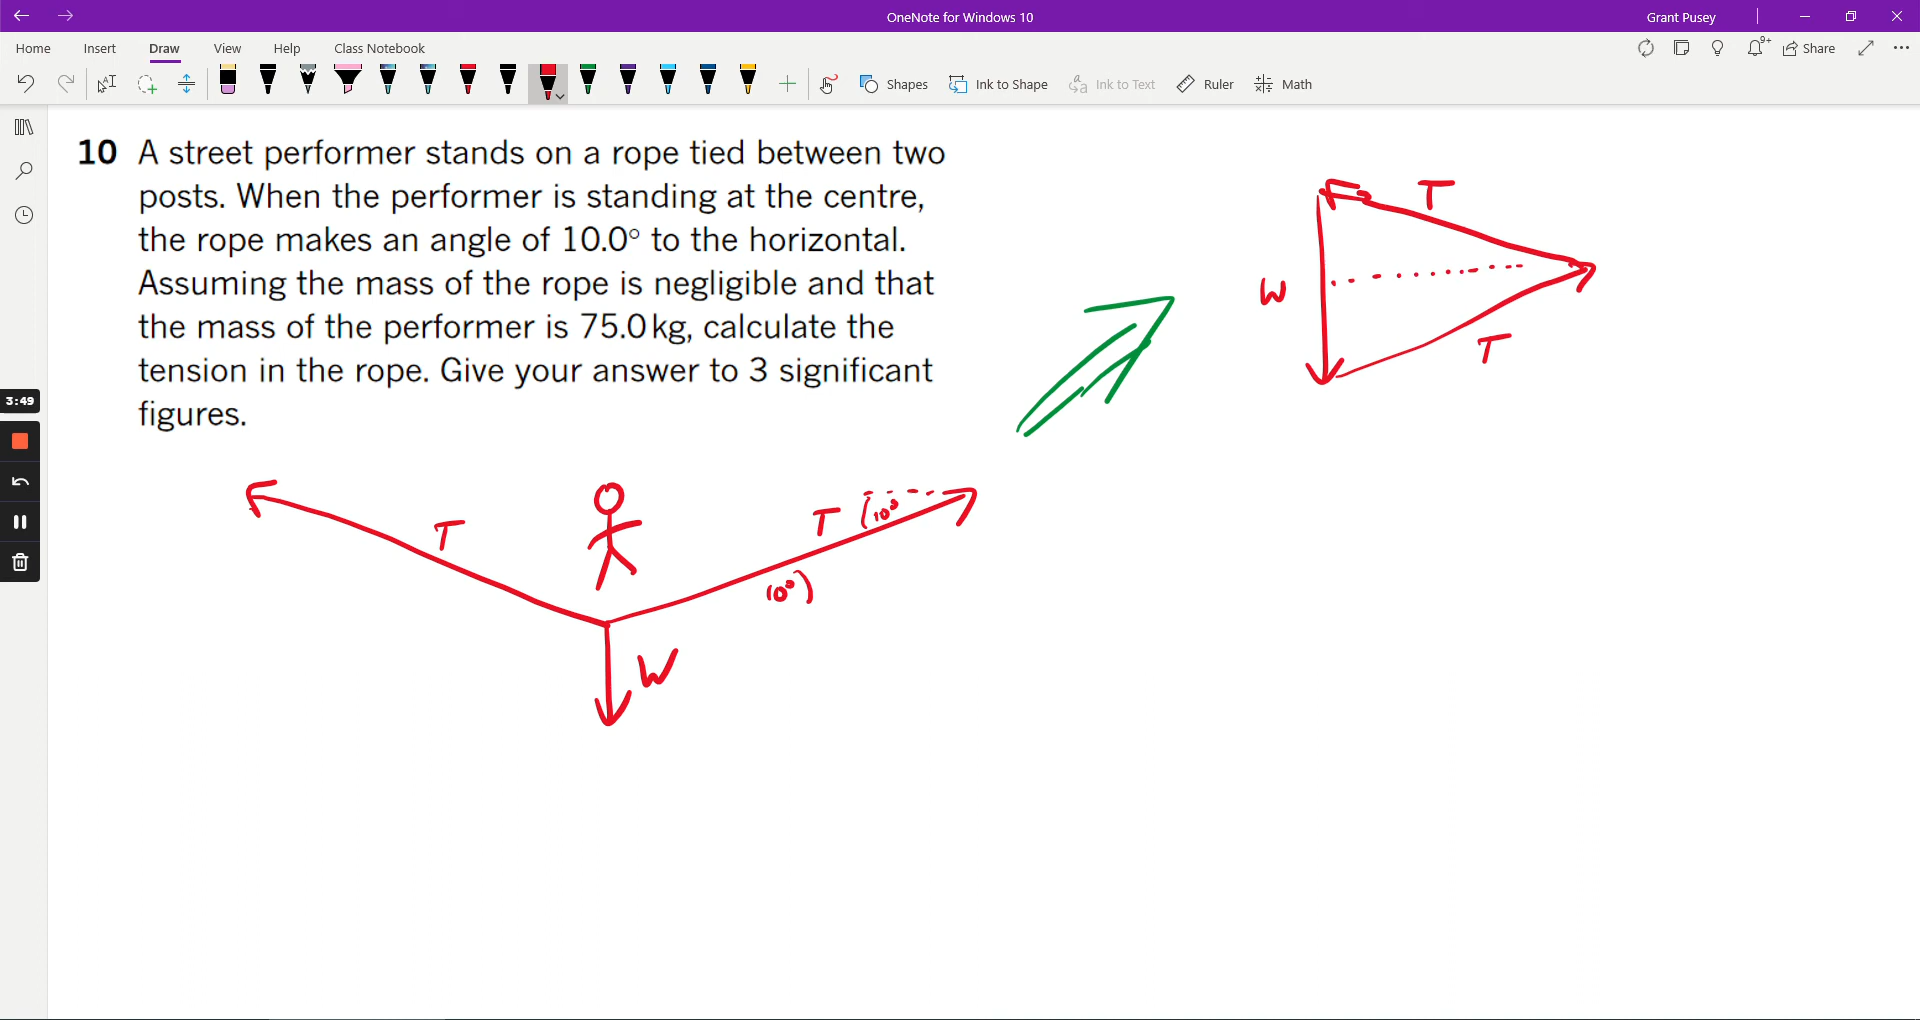 OneNote for Windows 10
Grant Pusey
Home Insert Draw View Help Class Notebook
9+ Share
Shapes Ink to Shape Ink to Text Ruler Math
10 A street performer stands on a rope tied between two
posts. When the performer is standing at the centre,
the rope makes an angle of 10.0° to the horizontal.
Assuming the mass of the rope is negligible and that
the mass of the performer is 75.0 kg, calculate the
tension in the rope. Give your answer to 3 significant
figures.
T
W
T
3:49
T
T
10°
10°
W